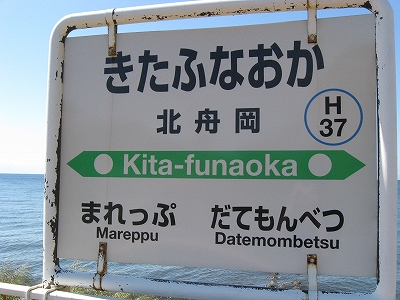 きたふなおか
北舟岡
H
37
Kita-funaoka
まれっぷ だてもんべつ
Mareppu Datemombetsu